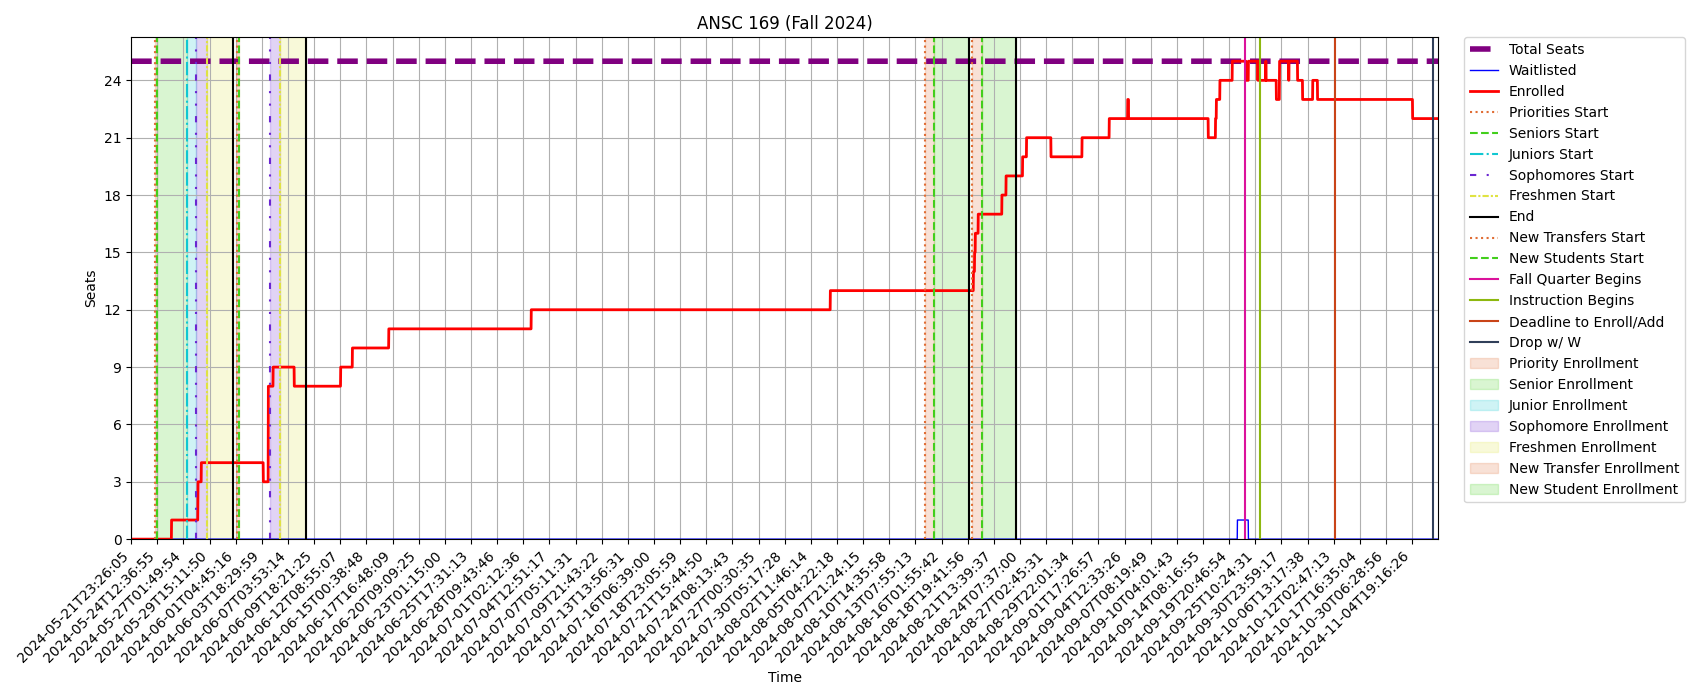 ANSC 169 (Fall 2024)
Seats
24
21
18
15
12
9
6
3
0
2024-05-21T23:26:05
2024-05-24T12:36:55
2024-05-27T01:49:54
2024-05-29T15:11:50
2024-06-01T04:45:16
2024-06-03T18:29:59
2024-06-07T03:53:14
2024-06-09T18:21:25
2024-06-12T08:55:07
2024-06-15T00:38:48
2024-06-17T16:48:09
2024-06-20T09:09:25
2024-06-25T01:15:00
2024-06-25T17:31:13
2024-06-28T09:43:46
2024-07-01T02:12:36
2024-07-04T12:51:17
2024-07-07T05:11:31
2024-07-09T21:43:22
2024-07-13T13:56:31
2024-07-16T06:39:00
2024-07-18T23:05:59
2024-07-21T15:44:50
2024-07-24T08:13:43
2024-07-27T00:30:35
2024-07-30T05:17:28
2024-08-02T11:46:14
2024-08-05T04:22:18
2024-08-07T21:24:15
2024-08-10T14:35:58
2024-08-13T07:55:13
2024-08-16T01:55:42
2024-08-18T19:41:56
2024-08-21T13:39:37
2024-08-24T07:37:00
2024-08-27T02:45:31
2024-08-29T22:01:34
2024-09-01T17:26:57
2024-09-04T12:33:26
2024-09-07T08:19:49
2024-09-10T04:01:43
2024-09-14T08:16:55
2024-09-19T20:46:54
2024-09-25T10:24:31
2024-09-30T23:59:17
2024-10-06T13:17:38
2024-10-12T02:47:13
2024-10-17T16:35:04
2024-10-30T06:28:56
2024-11-04T19:16:26
Time
Total Seats
Waitlisted
Enrolled
Priorities Start
Seniors Start
Juniors Start
Sophomores Start
Freshmen Start
End
New Transfers Start
New Students Start
Fall Quarter Begins
Instruction Begins
Deadline to Enroll/Add
Drop w/ W
Priority Enrollment
Senior Enrollment
Junior Enrollment
Sophomore Enrollment
Freshmen Enrollment
New Transfer Enrollment
New Student Enrollment